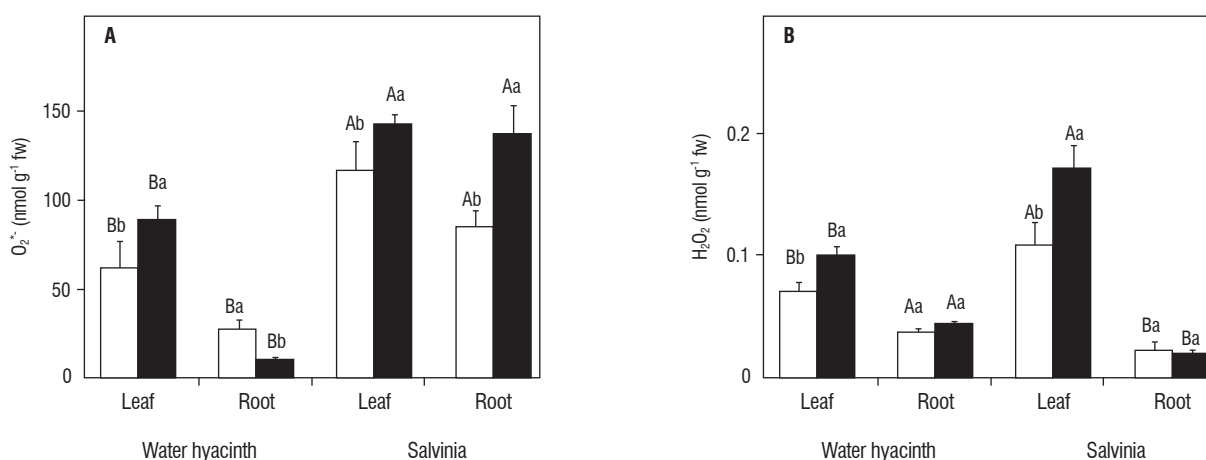 A
O₂*- (nmol g⁻¹ fw)
150
100
50
0
Bb
Ba
Ba
Bb
Ab
Aa
Ab
Aa
Leaf Root Leaf Root
Water hyacinth Salvinia
B
H₂O₂ (nmol g⁻¹ fw)
0.2
0.1
0
Bb
Ba
Aa
Aa
Ab
Aa
Ba
Ba
Leaf Root Leaf Root
Water hyacinth Salvinia